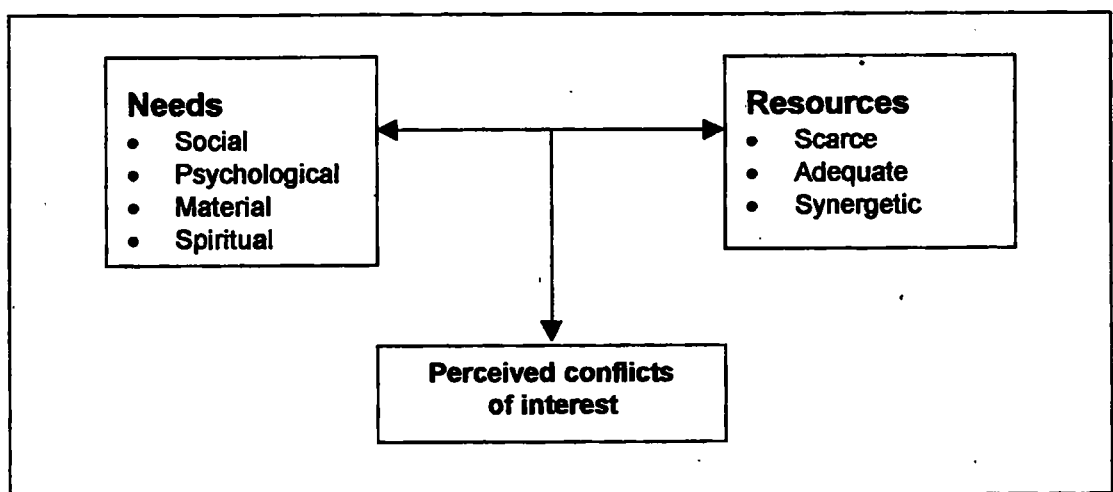 Needs
• Social
• Psychological
• Material
• Spiritual
Resources
• Scarce
• Adequate
• Synergetic
Perceived conflicts
of interest